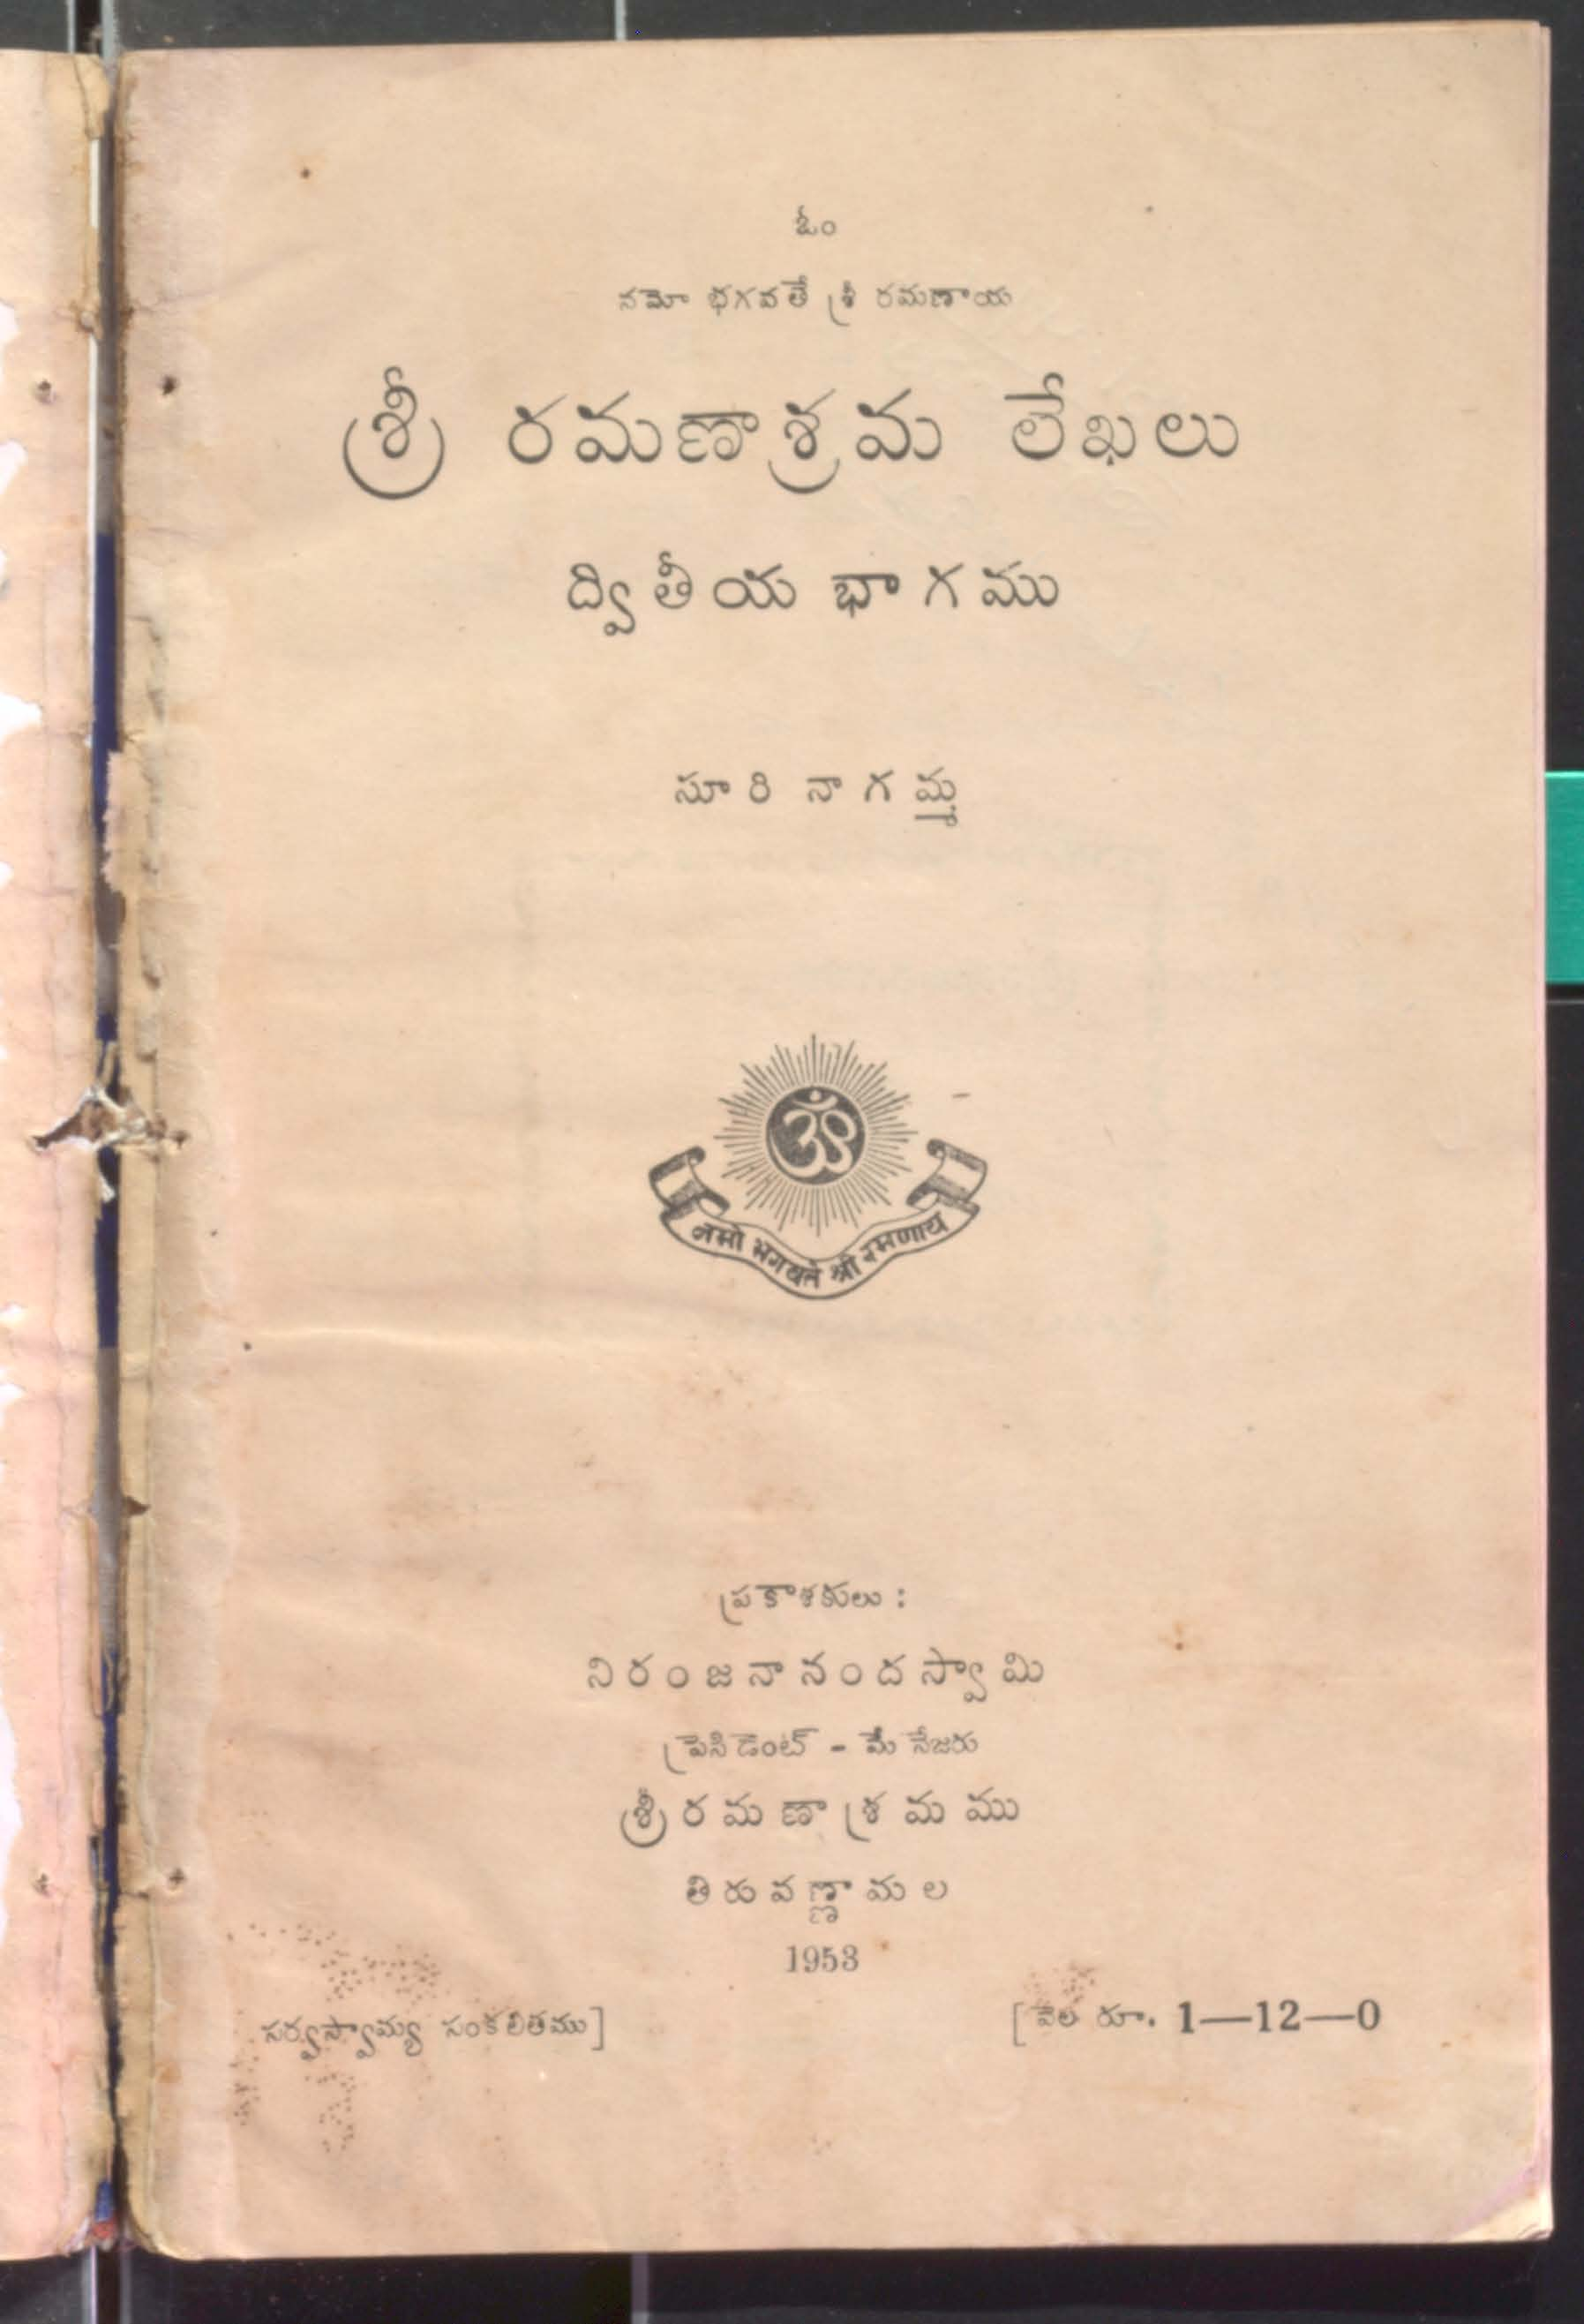 ఓం
నమో భగవతే శ్రీ రమణాయ
శ్రీ రమణాశ్రమ లేఖలు
ద్వితీయ భాగము
సూరి నాగమ్మ
ॐ
नमो भगवते श्री रमणाय
ప్రకాశకులు :
నిరంజనానందస్వామి
ప్రెసిడెంట్ - మేనేజరు
శ్రీరమణాశ్రమము
తిరువణ్ణామల
1953
సర్వస్వామ్య సంకలితము] [వెల రూ. 1—12—0